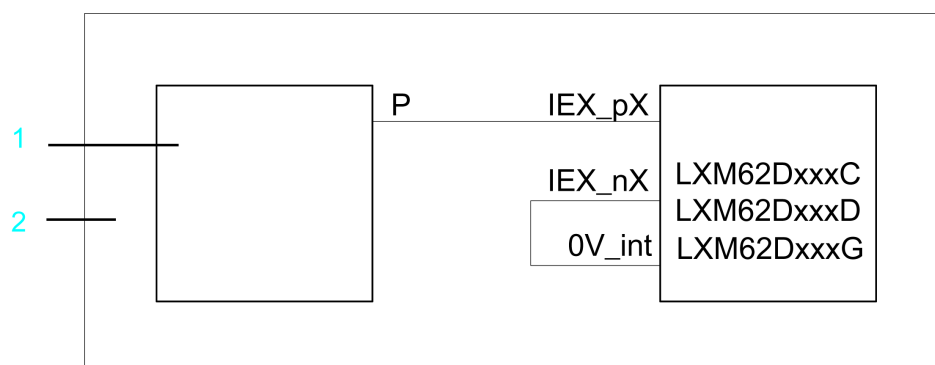 P IEX_pX
1
IEX_nX LXM62DxxxC
2 LXM62DxxxD
0V_int LXM62DxxxG